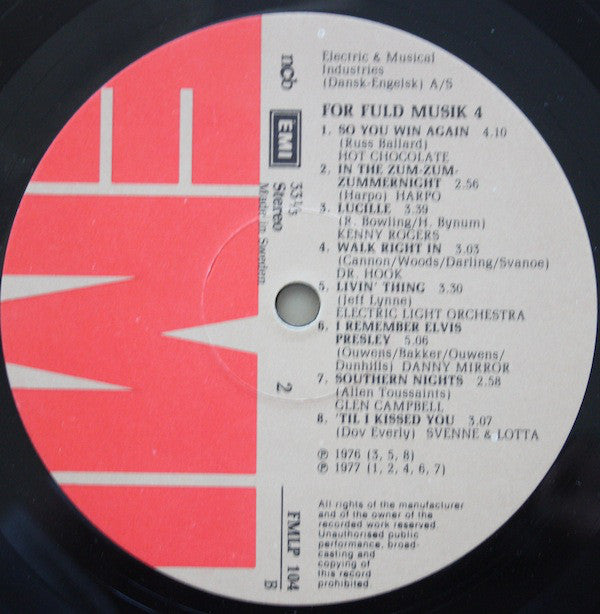 Electric & Musical
Industries
(Dansk-Engelsk) A/S
FOR FULD MUSIK 4
1. SO YOU WIN AGAIN 4.10
(Russ Ballard)
HOT CHOCOLATE
2. IN THE ZUM-ZUM-
ZUMMERNIGHT 2.56
(Harpo) HARPO
3. LUCILLE 3.39
(R. Bowling/H. Bynum)
KENNY ROGERS
4. WALK RIGHT IN 3.03
(Cannon/Woods/Darling/Svanoe)
DR. HOOK
5. LIVIN' THING 3.30
(Jeff Lynne)
ELECTRIC LIGHT ORCHESTRA
6. I REMEMBER ELVIS
PRESLEY 5.06
(Ouwens/Bakker/Ouwens/
Dunhills) DANNY MIRROR
7. SOUTHERN NIGHTS 2.58
(Allen Toussaints)
GLEN CAMPBELL
8. 'TIL I KISSED YOU 3.07
(Dov Everly) SVENNE & LOTTA
℗ 1976 (3, 5, 8)
℗ 1977 (1, 2, 4, 6, 7)
All rights of the manufacturer
and of the owner of the
recorded work reserved.
Unauthorised public
performance, broad-
casting and
copying of
this record
prohibited.
ncb
EMI
33⅓
Stereo
Made in Sweden
2
FMLP 104
B
EMI